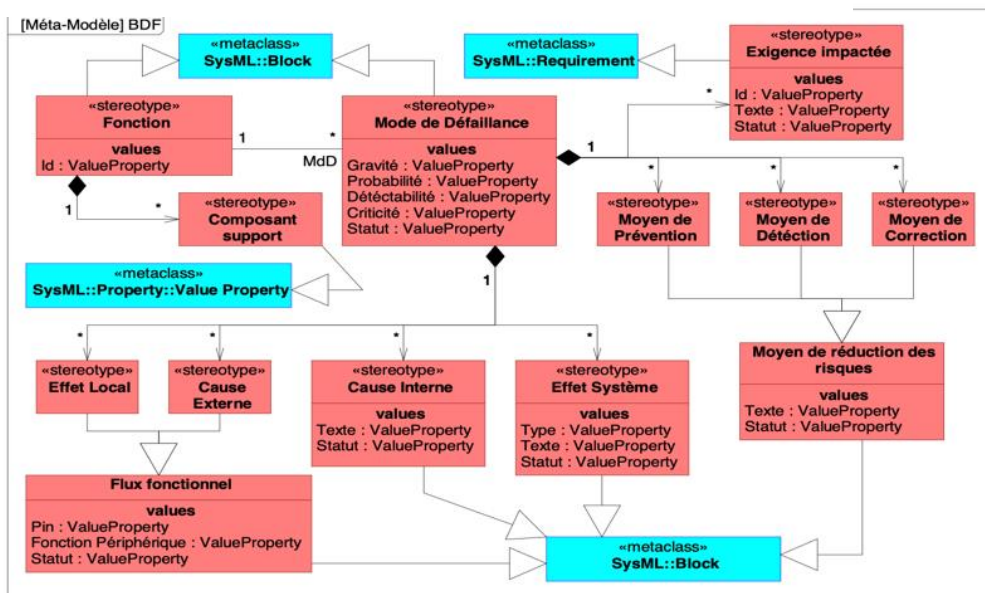 [Méta-Modèle] BDF
«metaclass»
SysML::Block
«metaclass»
SysML::Requirement
«stereotype»
Exigence impactée
values
Id : ValueProperty
Texte : ValueProperty
Statut : ValueProperty
«stereotype»
Fonction
values
Id : ValueProperty
1
*
MdD
«stereotype»
Mode de Défaillance
values
Gravité : ValueProperty
Probabilité : ValueProperty
Détéctabilité : ValueProperty
Criticité : ValueProperty
Statut : ValueProperty
1
*
*
*
*
1
*
«stereotype»
Composant
support
«stereotype»
Moyen de
Prévention
«stereotype»
Moyen de
Détéction
«stereotype»
Moyen de
Correction
«metaclass»
SysML::Property::Value Property
1
*
*
*
*
«stereotype»
Effet Local
«stereotype»
Cause
Externe
«stereotype»
Cause Interne
values
Texte : ValueProperty
Statut : ValueProperty
«stereotype»
Effet Système
values
Type : ValueProperty
Texte : ValueProperty
Statut : ValueProperty
Moyen de réduction des
risques
values
Texte : ValueProperty
Statut : ValueProperty
Flux fonctionnel
values
Pin : ValueProperty
Fonction Périphérique : ValueProperty
Statut : ValueProperty
«metaclass»
SysML::Block